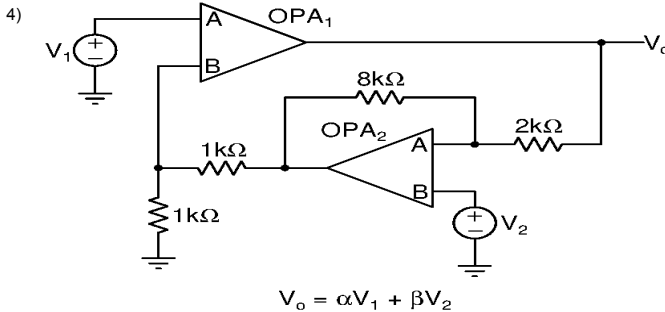 4)
A
OPA₁
V₁
+
−
B
Vₒ
8kΩ
OPA₂
A
2kΩ
1kΩ
B
1kΩ
+
−
V₂
Vₒ = αV₁ + βV₂